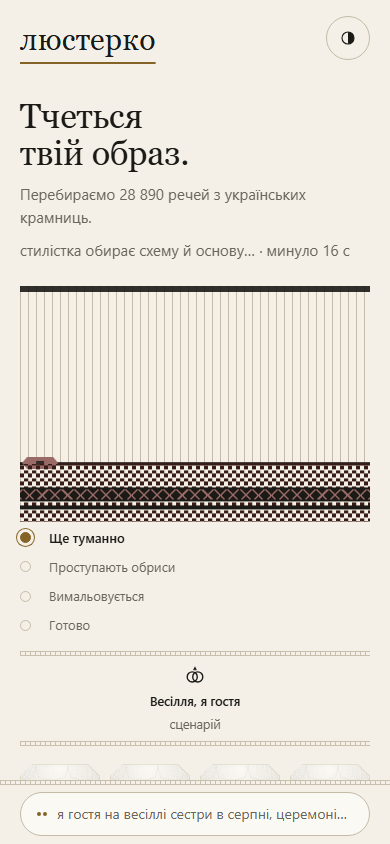 люстерко
Тчеться
твій образ.
Перебираємо 28 890 речей з українських
крамниць.
стилістка обирає схему й основу... · минуло 16 с
Ще туманно
Проступають обриси
Вимальовується
Готово
Весілля, я гостя
сценарій
я гостя на весіллі сестри в серпні, церемоні...